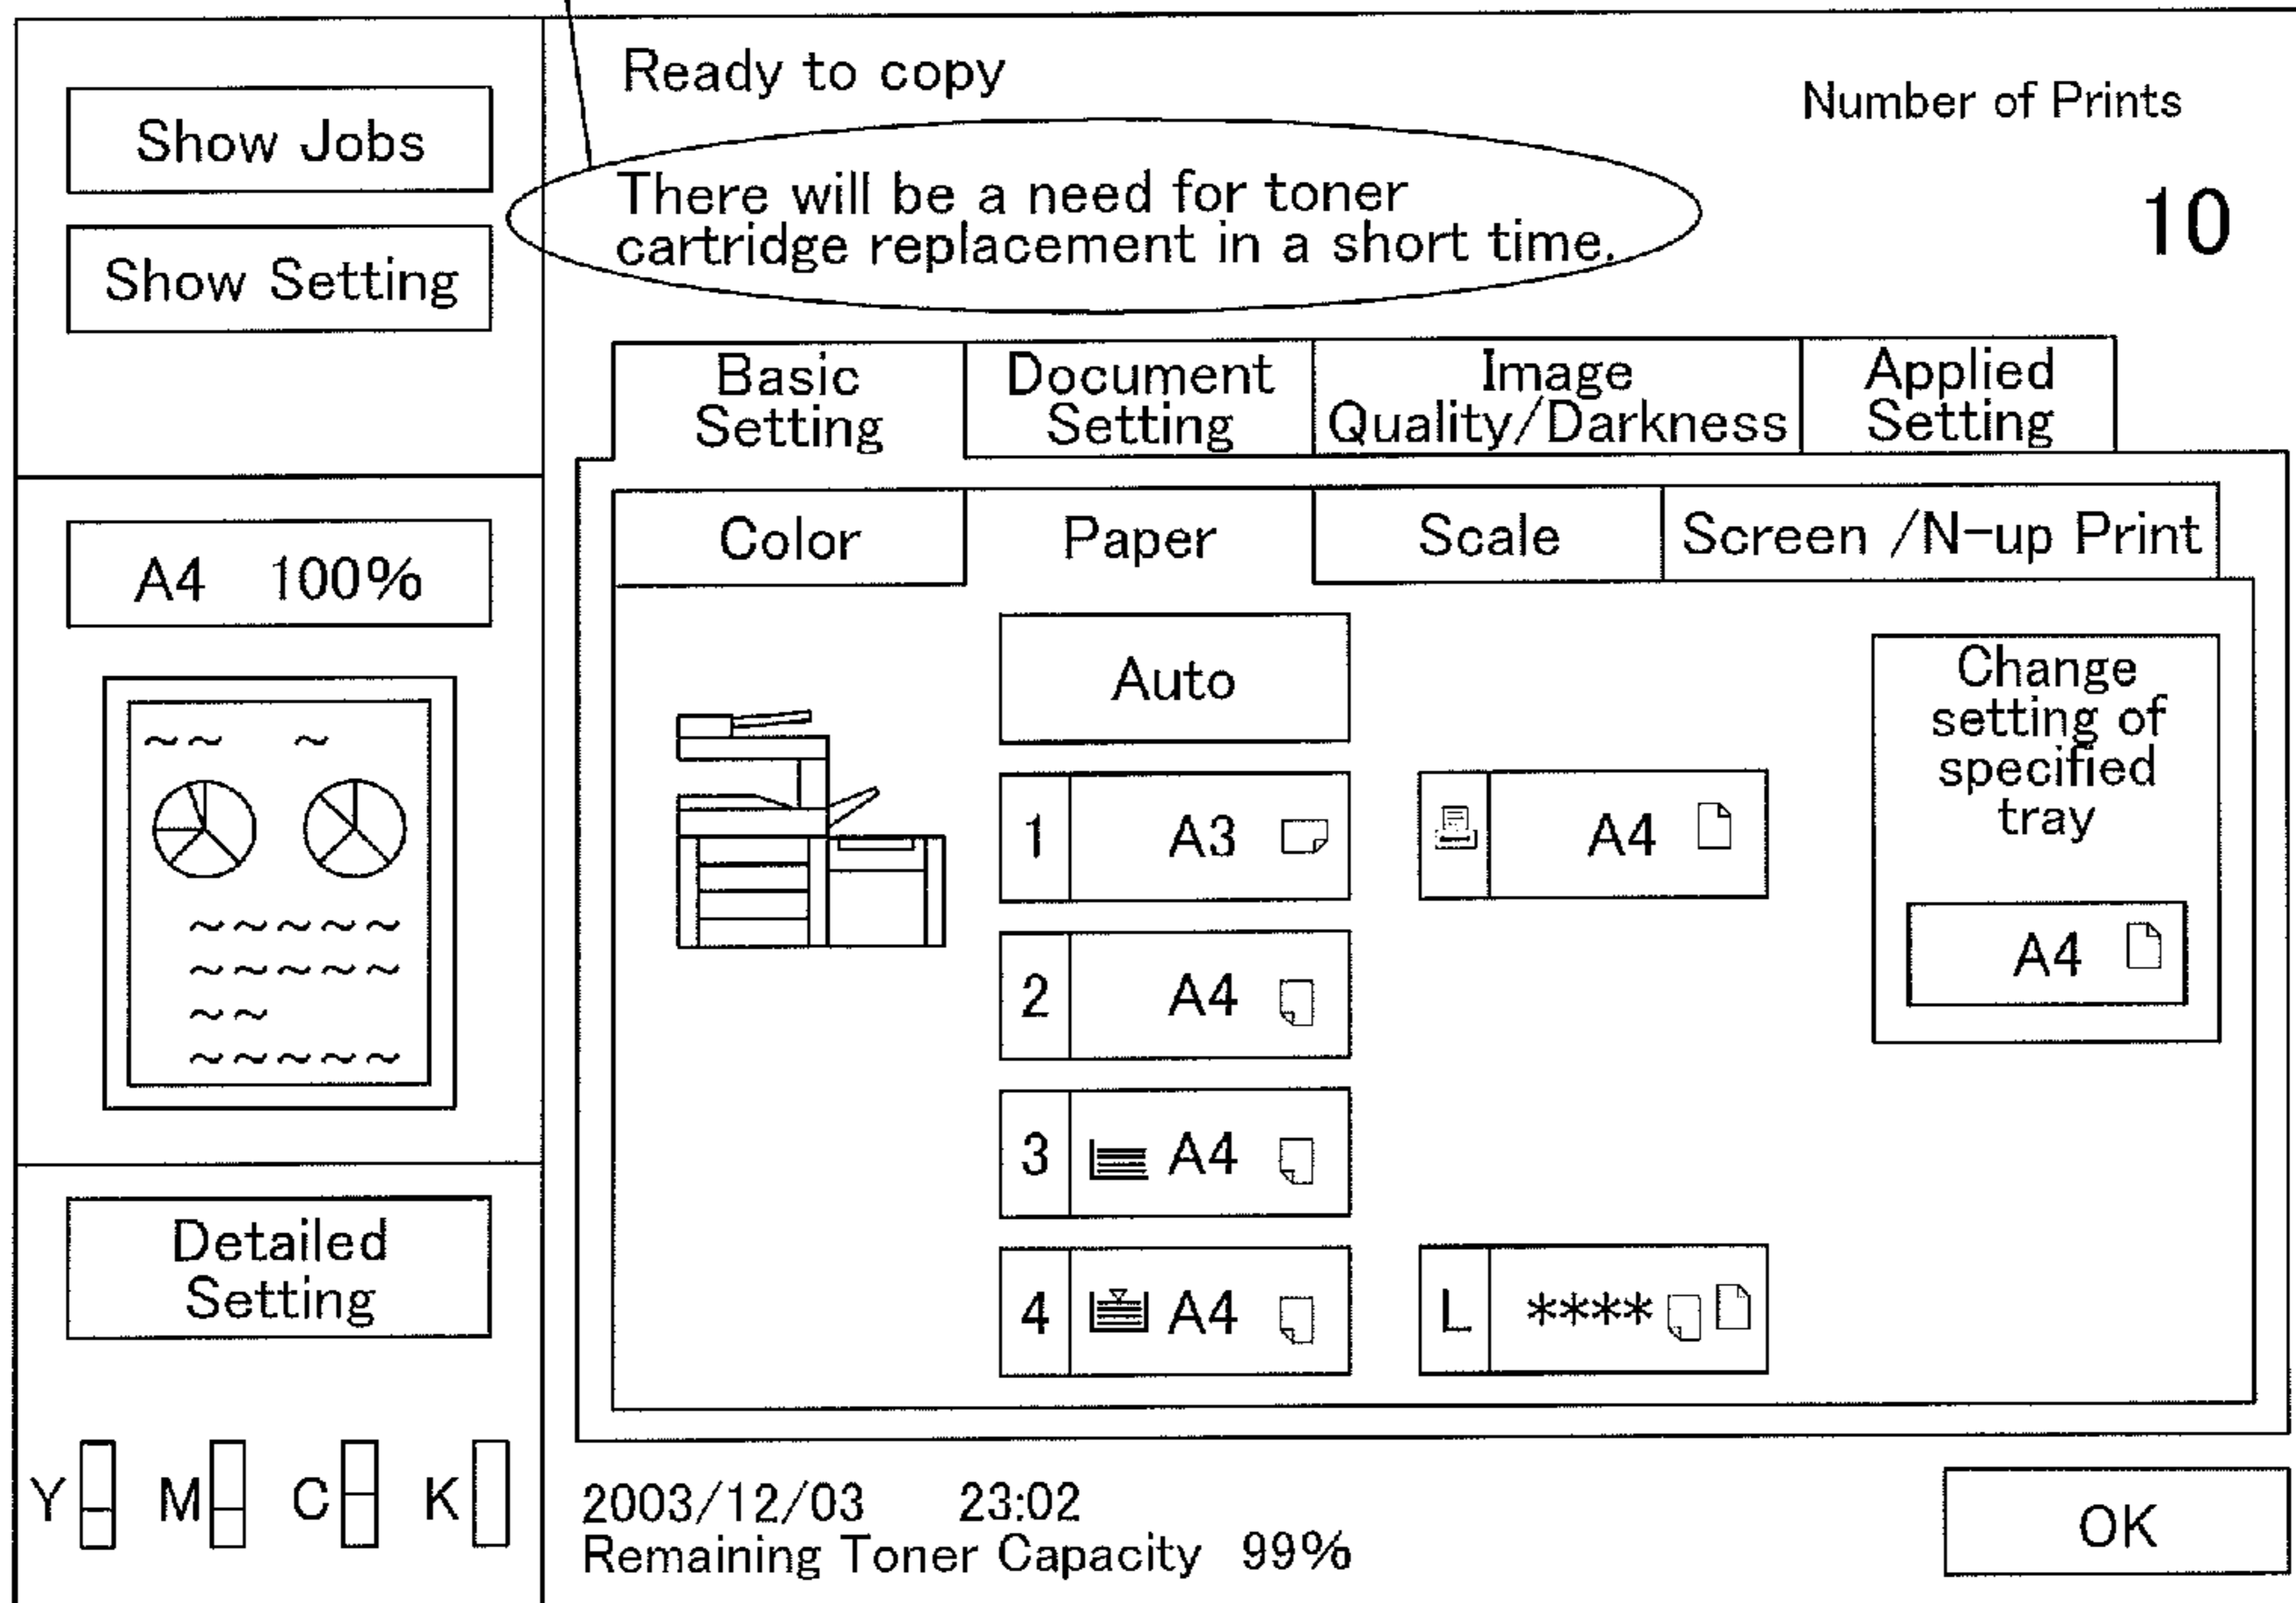 Show Jobs
Show Setting
Ready to copy
There will be a need for toner
cartridge replacement in a short time.
Number of Prints
10
Basic
Setting
Document
Setting
Image
Quality/Darkness
Applied
Setting
Color
Paper
Scale
Screen /N-up Print
A4 100%
Auto
1 A3
2 A4
3 A4
4 A4
A4
L ****
Change
setting of
specified
tray
A4
Detailed
Setting
Y M C K
2003/12/03 23:02
Remaining Toner Capacity 99%
OK